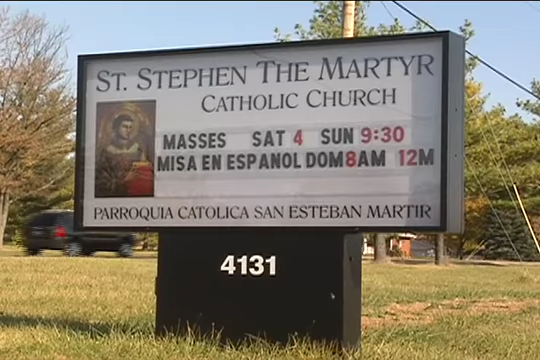 ST. STEPHEN THE MARTYR
CATHOLIC CHURCH
MASSES SAT 4 SUN 9:30
MISA EN ESPANOL DOM 8AM 12M
PARROQUIA CATOLICA SAN ESTEBAN MARTIR
4131